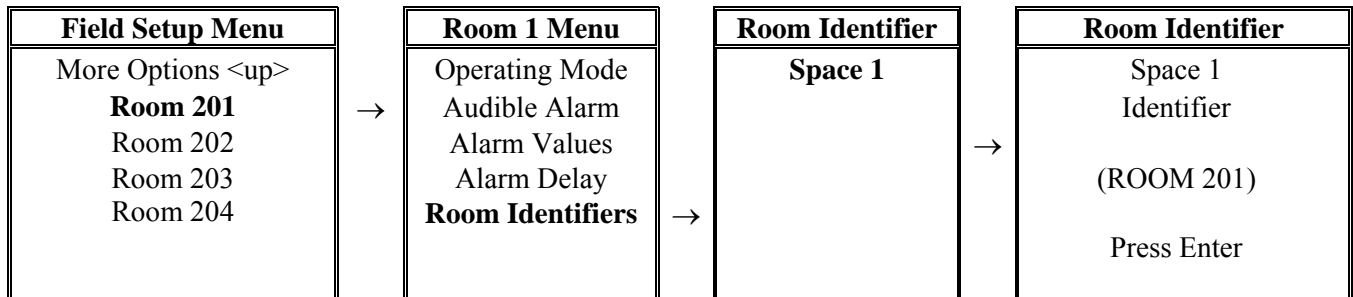 Field Setup Menu
More Options <up>
Room 201
Room 202
Room 203
Room 204
→
Room 1 Menu
Operating Mode
Audible Alarm
Alarm Values
Alarm Delay
Room Identifiers
→
Room Identifier
Space 1
→
Room Identifier
Space 1
Identifier
(ROOM 201)
Press Enter